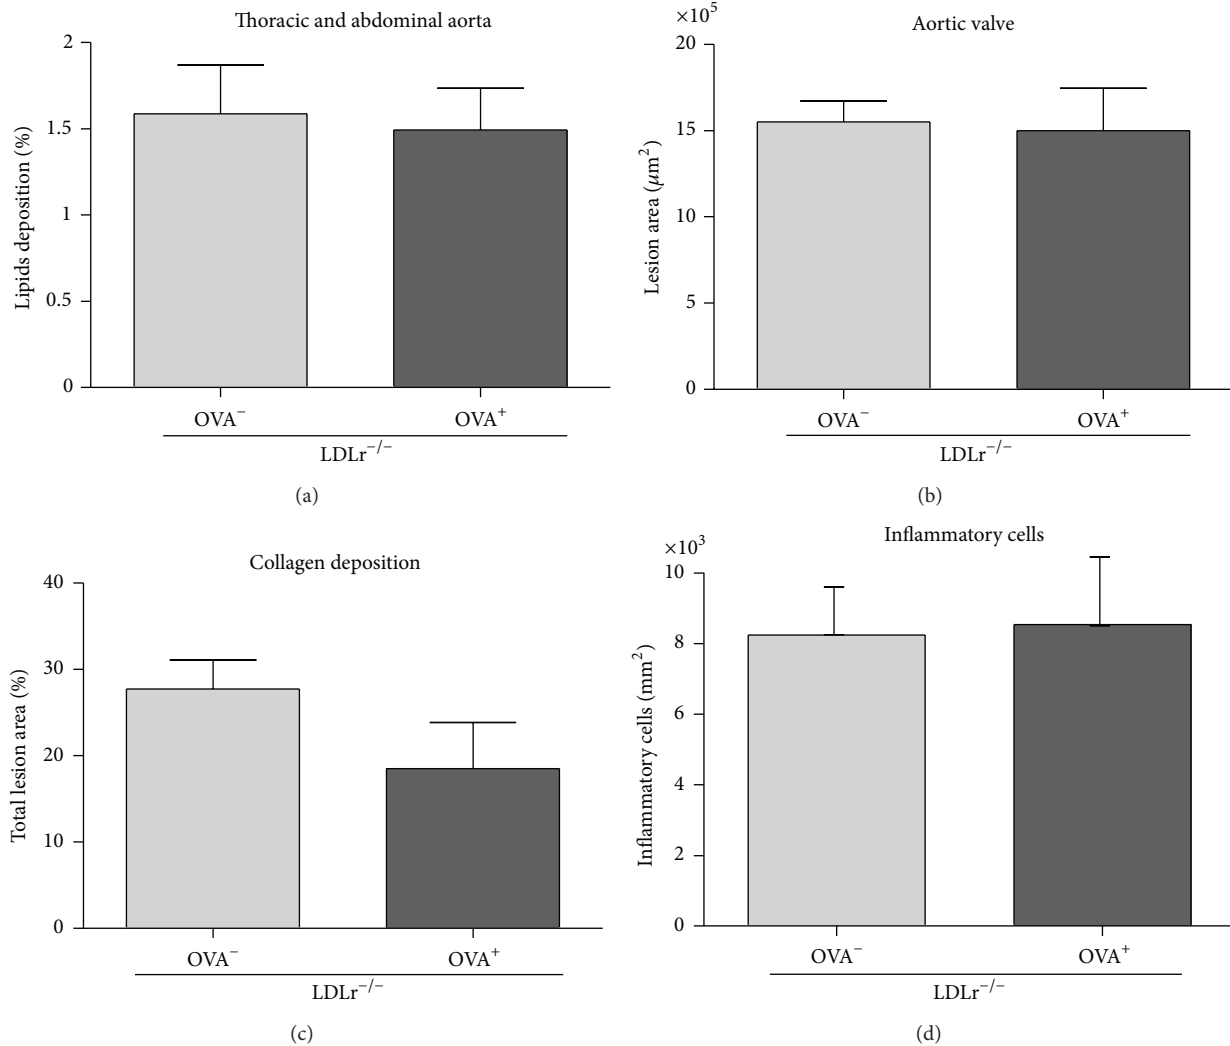 Thoracic and abdominal aorta
Lipids deposition (%)
2
1.5
1
0.5
0
OVA⁻
OVA⁺
LDLr⁻/⁻
(a)
Aortic valve
×10⁵
Lesion area (μm²)
20
15
10
5
0
OVA⁻
OVA⁺
LDLr⁻/⁻
(b)
Collagen deposition
Total lesion area (%)
40
30
20
10
0
OVA⁻
OVA⁺
LDLr⁻/⁻
(c)
Inflammatory cells
×10³
Inflammatory cells (mm²)
10
8
6
4
2
0
OVA⁻
OVA⁺
LDLr⁻/⁻
(d)